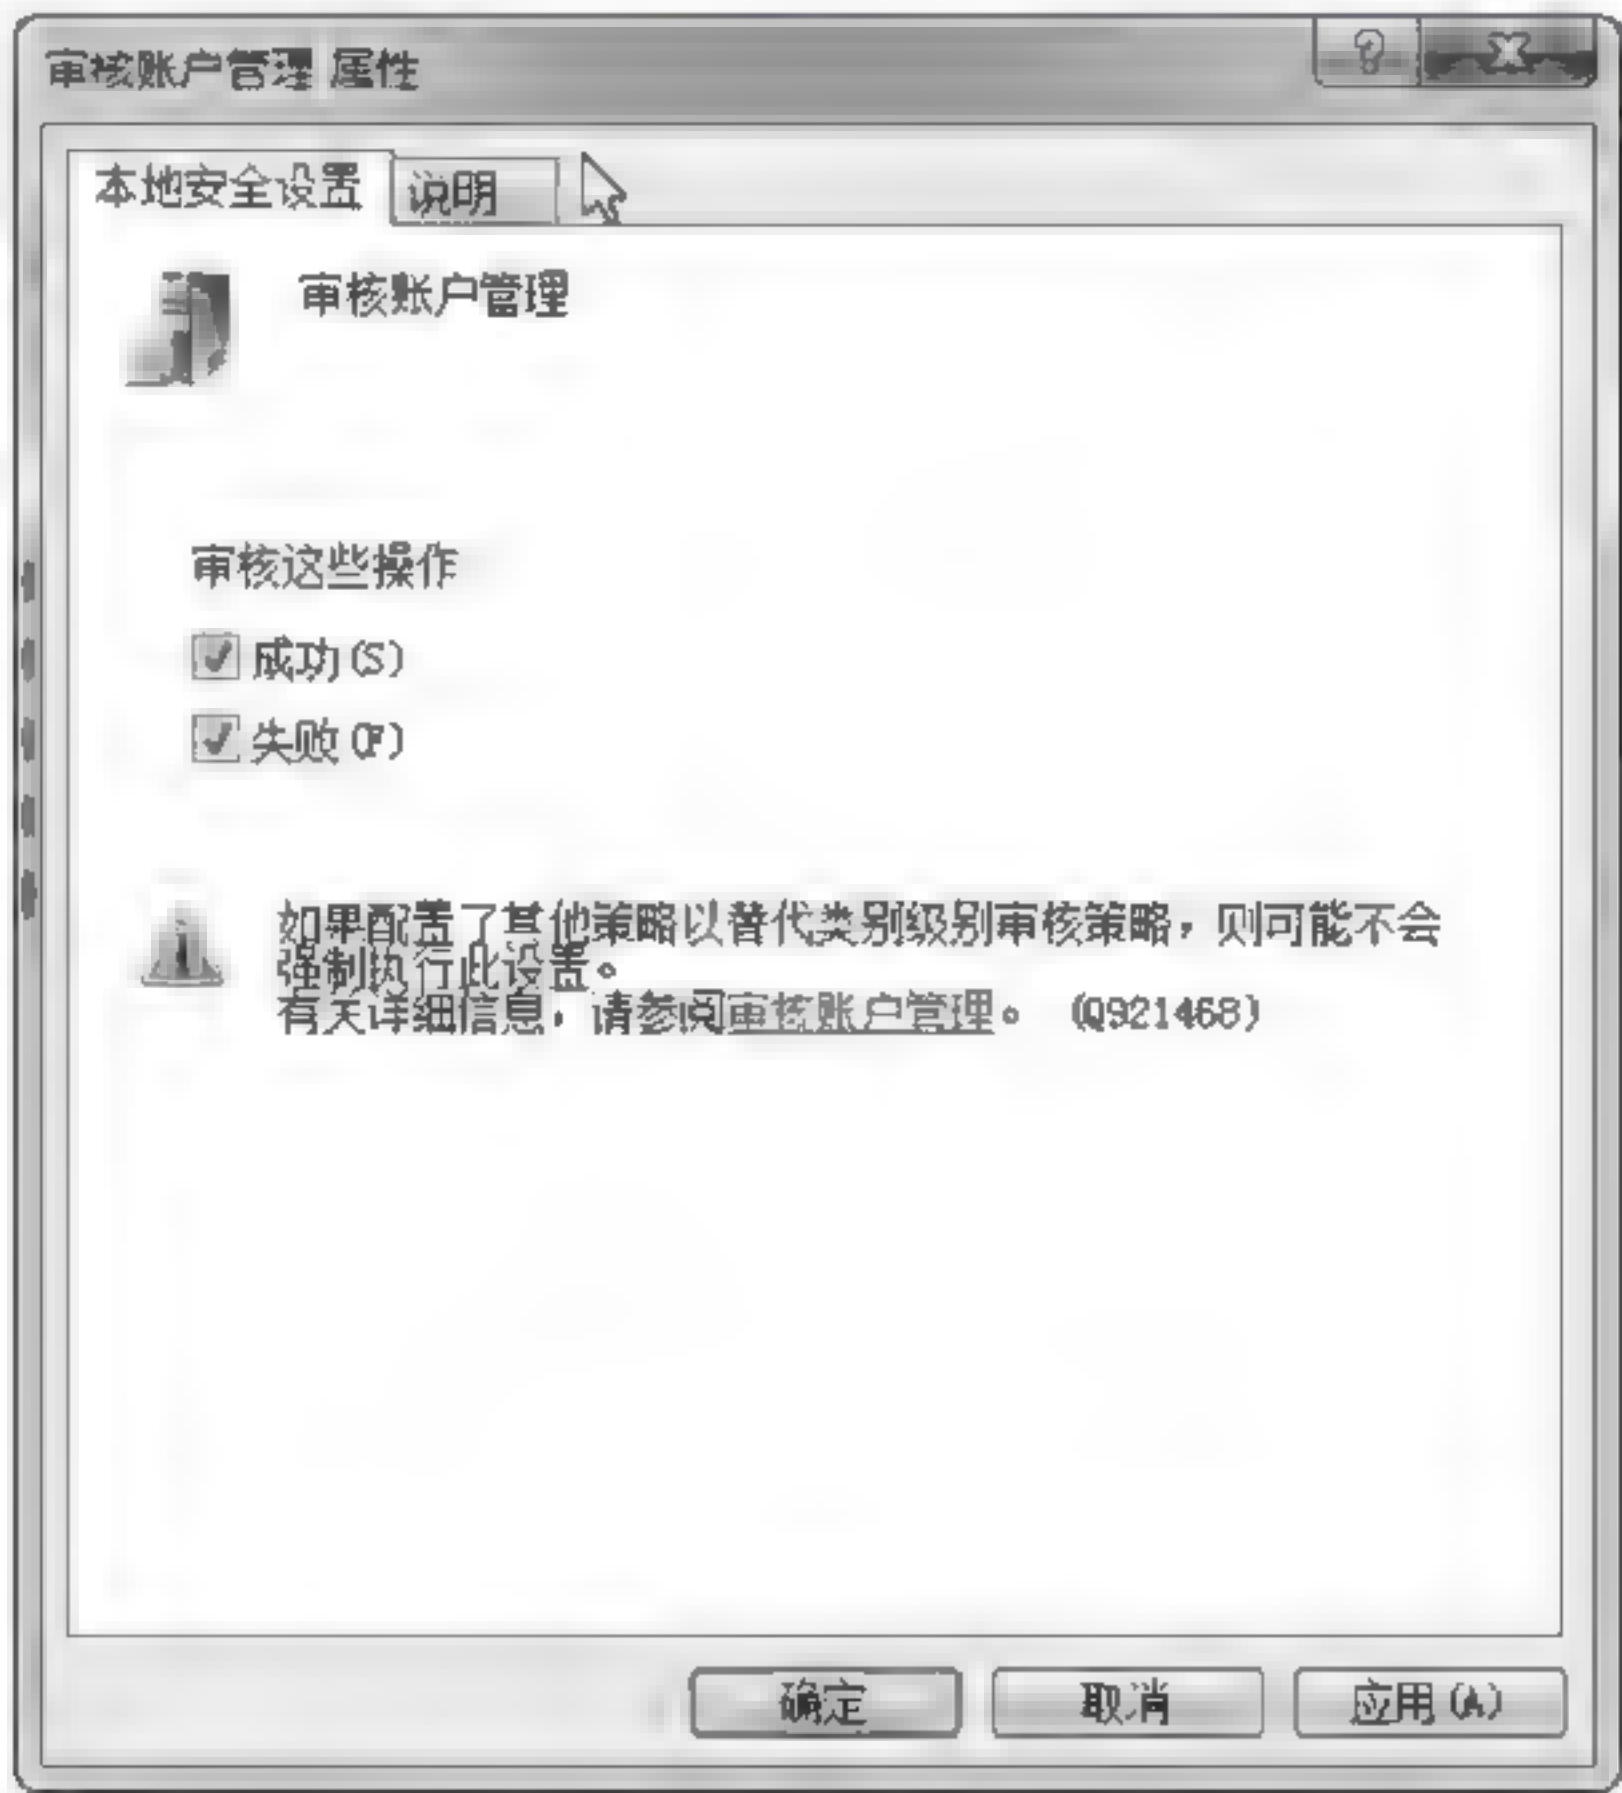 审核账户管理 属性
本地安全设置
说明
审核账户管理
审核这些操作
成功(S)
失败(F)
如果配置了其他策略以替代类别级别审核策略，则可能不会
强制执行此设置。
有关详细信息，请参阅审核账户管理。 (Q921468)
确定
取消
应用(A)